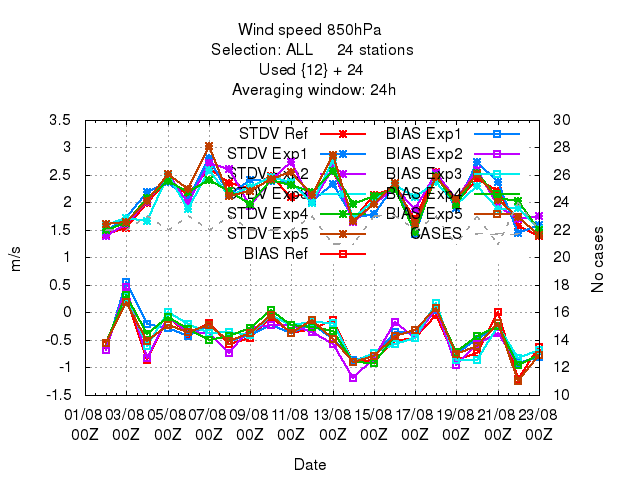 Wind speed 850hPa
Selection: ALL 24 stations
Used {12} + 24
Averaging window: 24h
3.5 30
3 28
2.5 26
2 24
1.5 22
1 20
0.5 18
0 16
-0.5 14
-1 12
-1.5 10
m/s
No cases
STDV Ref
STDV Exp1
STDV Exp2
STDV Exp3
STDV Exp4
STDV Exp5
BIAS Ref
BIAS Exp1
BIAS Exp2
BIAS Exp3
BIAS Exp4
BIAS Exp5
CASES
01/08 03/08 05/08 07/08 09/08 11/08 13/08 15/08 17/08 19/08 21/08 23/08
00Z 00Z 00Z 00Z 00Z 00Z 00Z 00Z 00Z 00Z 00Z 00Z
Date